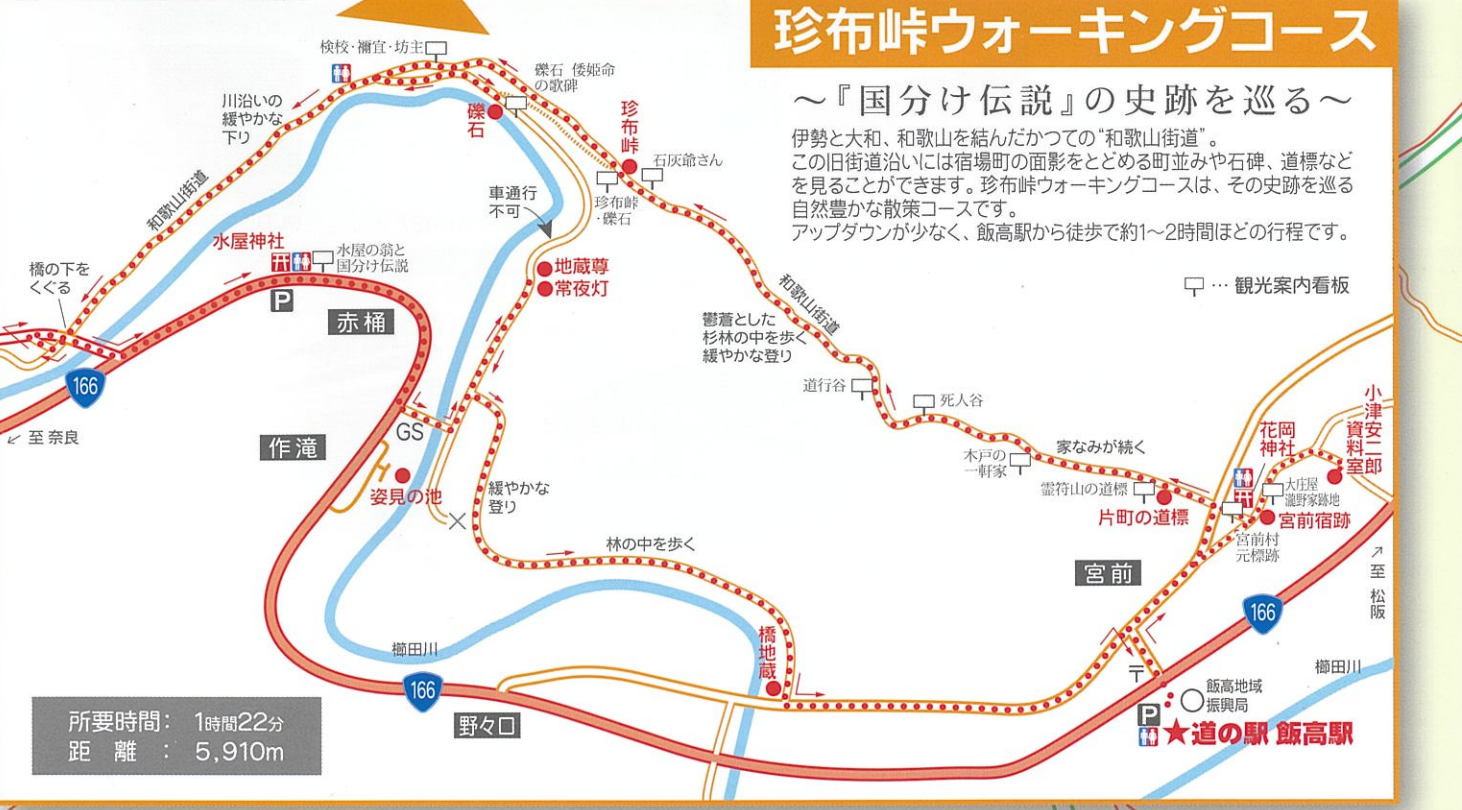 珍布峠ウォーキングコース
～『国分け伝説』の史跡を巡る～
伊勢と大和、和歌山を結んだかつての“和歌山街道”。
この旧街道沿いには宿場町の面影をとどめる町並みや石碑、道標など
を見ることができます。珍布峠ウォーキングコースは、その史跡を巡る
自然豊かな散策コースです。
アップダウンが少なく、飯高駅から徒歩で約1～2時間ほどの行程です。
… 観光案内看板
検校・禰宜・坊主
礫石 倭姫命
の歌碑
川沿いの
緩やかな
下り
礫石
珍布峠
石灰爺さん
珍布峠
・礫石
車通行
不可
和歌山街道
水屋神社
水屋の翁と
国分け伝説
P
地蔵尊
常夜灯
橋の下を
くぐる
赤桶
166
至 奈良
GS
作滝
姿見の池
緩やかな
登り
和歌山街道
鬱蒼とした
杉林の中を歩く
緩やかな登り
道行谷
死人谷
木戸の
一軒家
家なみが続く
霊符山の道標
片町の道標
花岡
神社
小津安二郎
資料室
大庄屋
瀧野家跡地
宮前宿跡
宮前村
元標跡
宮前
至 松阪
166
林の中を歩く
橋地蔵
櫛田川
166
野々口
〒
飯高地域
振興局
P
★道の駅 飯高駅
櫛田川
所要時間： 1時間22分
距 離 ： 5,910m